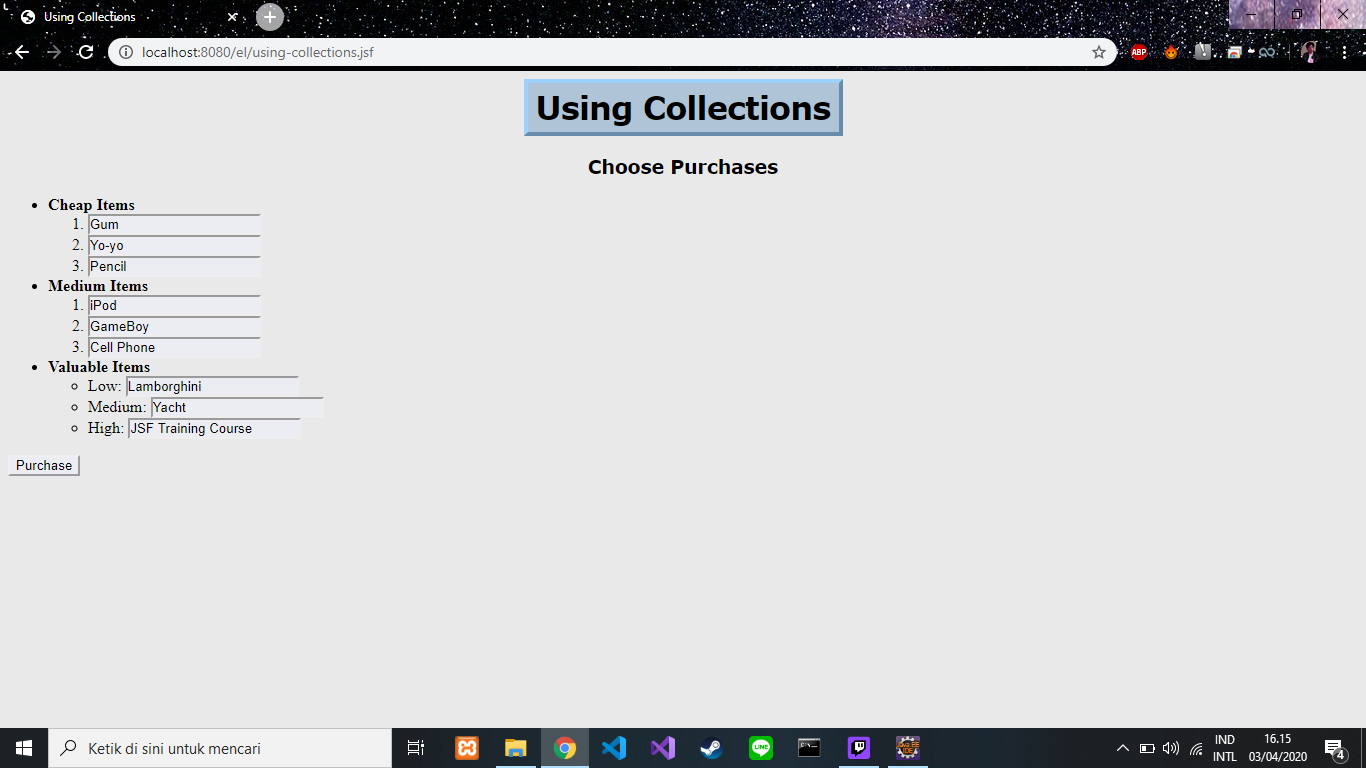 Using Collections
localhost:8080/el/using-collections.jsf
ABP
Using Collections
Choose Purchases
• Cheap Items
1. Gum
2. Yo-yo
3. Pencil
• Medium Items
1. iPod
2. GameBoy
3. Cell Phone
• Valuable Items
Low: Lamborghini
Medium: Yacht
High: JSF Training Course
Purchase
Ketik di sini untuk mencari
LINE
IND
INTL
16.15
03/04/2020
4